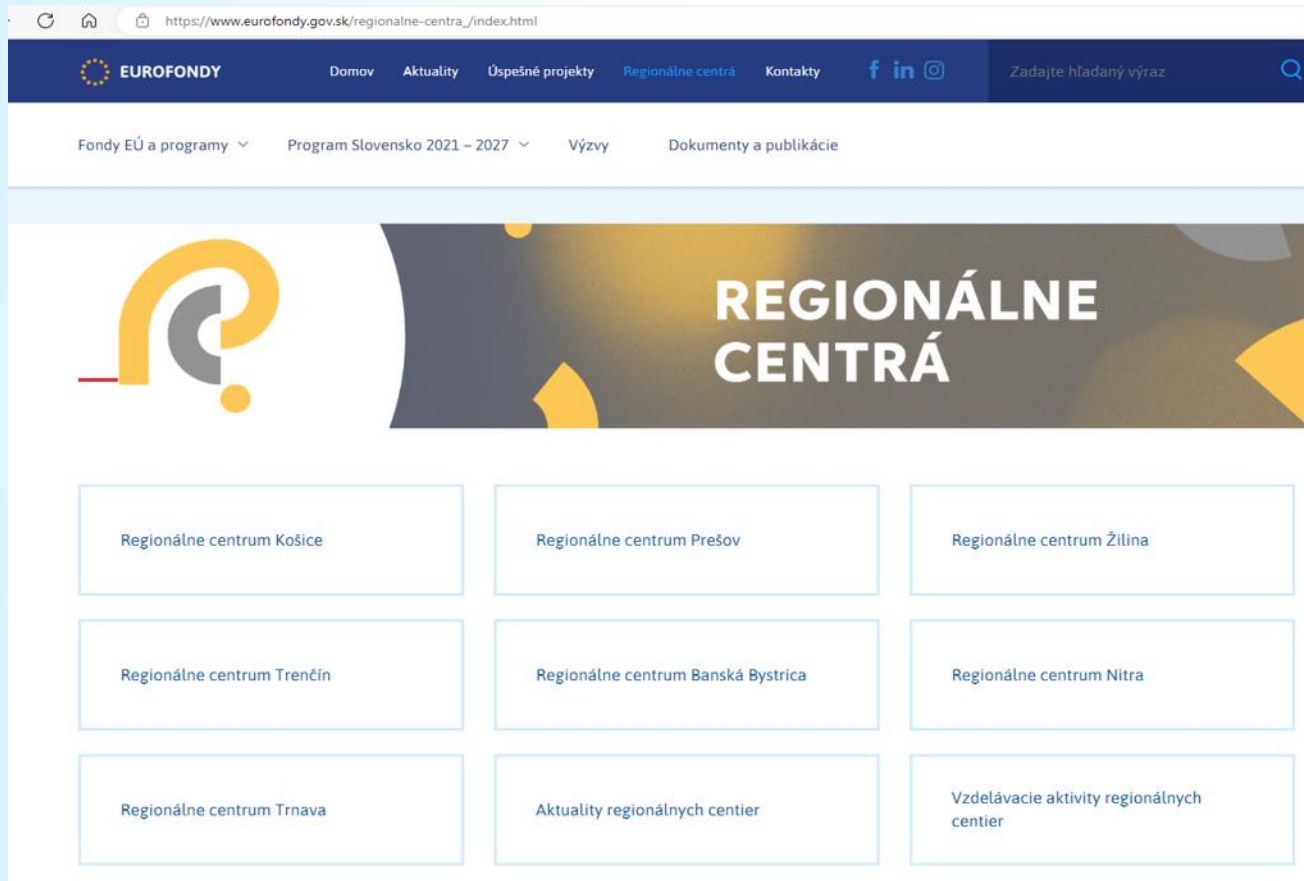 https://www.eurofondy.gov.sk/regionalne-centra_/index.html
EUROFONDY Domov Aktuality Úspešné projekty Regionálne centrá Kontakty Zadajte hľadaný výraz
Fondy EÚ a programy Program Slovensko 2021 – 2027 Výzvy Dokumenty a publikácie
REGIONÁLNE
CENTRÁ
Regionálne centrum Košice Regionálne centrum Prešov Regionálne centrum Žilina
Regionálne centrum Trenčín Regionálne centrum Banská Bystrica Regionálne centrum Nitra
Regionálne centrum Trnava Aktuality regionálnych centier Vzdelávacie aktivity regionálnych
centier